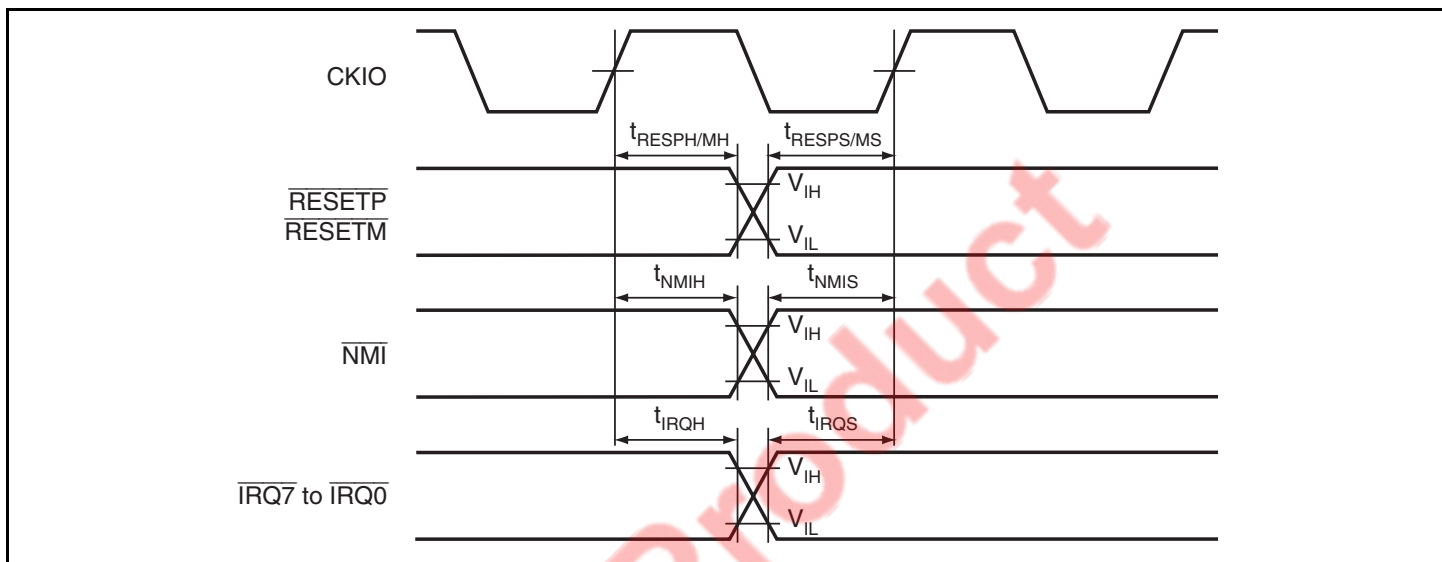 CKIO
tRESPH/MH tRESPS/MS
RESETP
RESETM
VIH
VIL
tNMIH tNMIS
NMI
VIH
VIL
tIRQH tIRQS
IRQ7 to IRQ0
VIH
VIL
Product